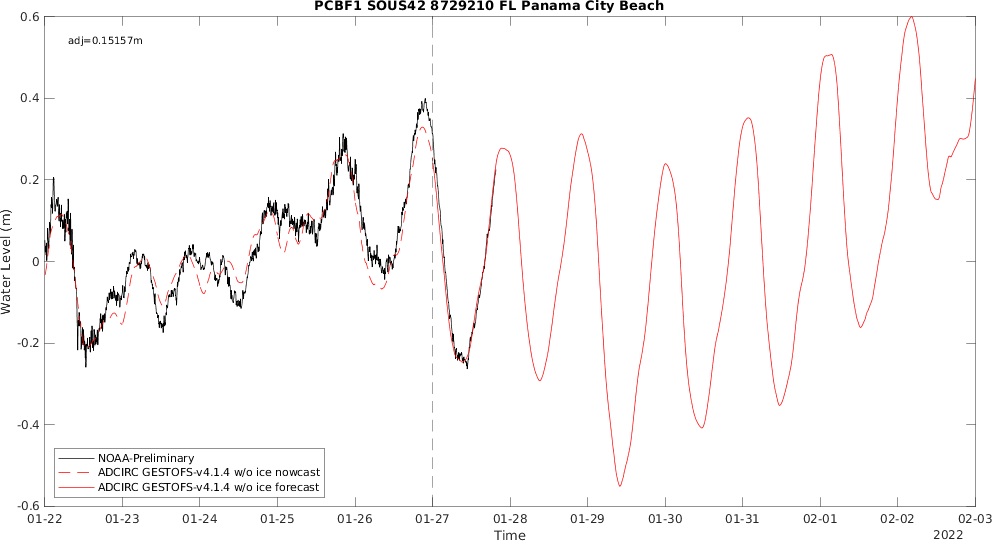 PCBF1 SOUS42 8729210 FL Panama City Beach
adj=0.15157m
0.6
0.4
0.2
0
-0.2
-0.4
-0.6
Water Level (m)
NOAA-Preliminary
ADCIRC GESTOFS-v4.1.4 w/o ice nowcast
ADCIRC GESTOFS-v4.1.4 w/o ice forecast
01-22 01-23 01-24 01-25 01-26 01-27 01-28 01-29 01-30 01-31 02-01 02-02 02-03
Time
2022